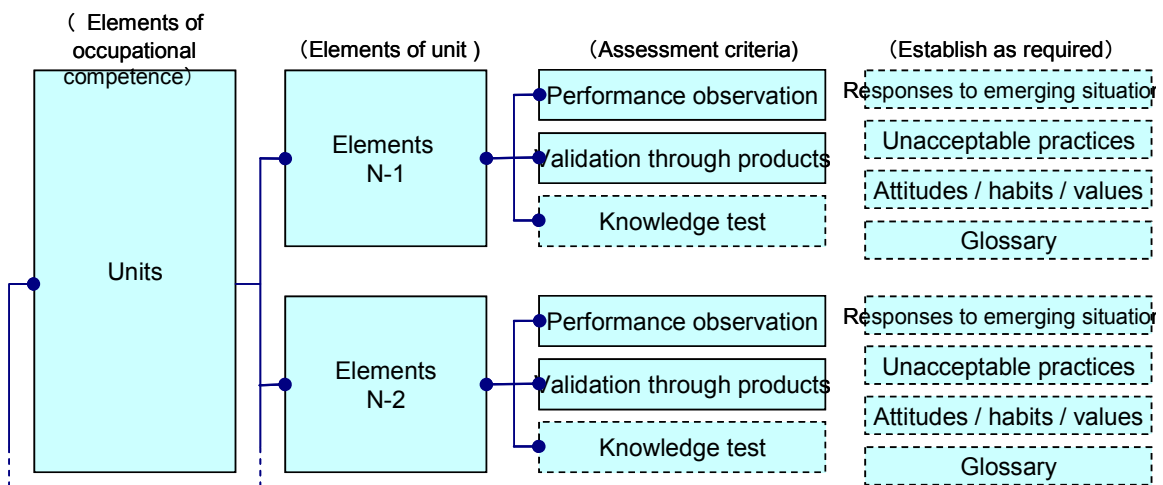 （ Elements of
occupational
competence）
（Elements of unit ）
（Assessment criteria)
（Establish as required）
Units
Elements
N-1
Performance observation
Validation through products
Knowledge test
Responses to emerging situation
Unacceptable practices
Attitudes / habits / values
Glossary
Elements
N-2
Performance observation
Validation through products
Knowledge test
Responses to emerging situation
Unacceptable practices
Attitudes / habits / values
Glossary